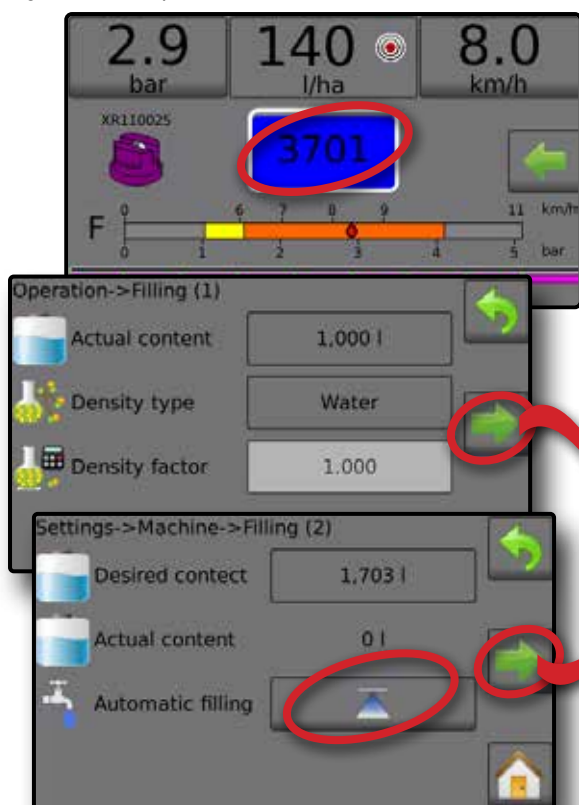 2.9 140 8.0
bar l/ha km/h
XR110025
3701
0 6 7 8 9 11 km/h
F
0 1 2 3 4 5 bar
Operation->Filling (1)
Actual content 1,000 l
Density type Water
Density factor 1.000
Settings->Machine->Filling (2)
Desired contect 1,703 l
Actual content 0 l
Automatic filling